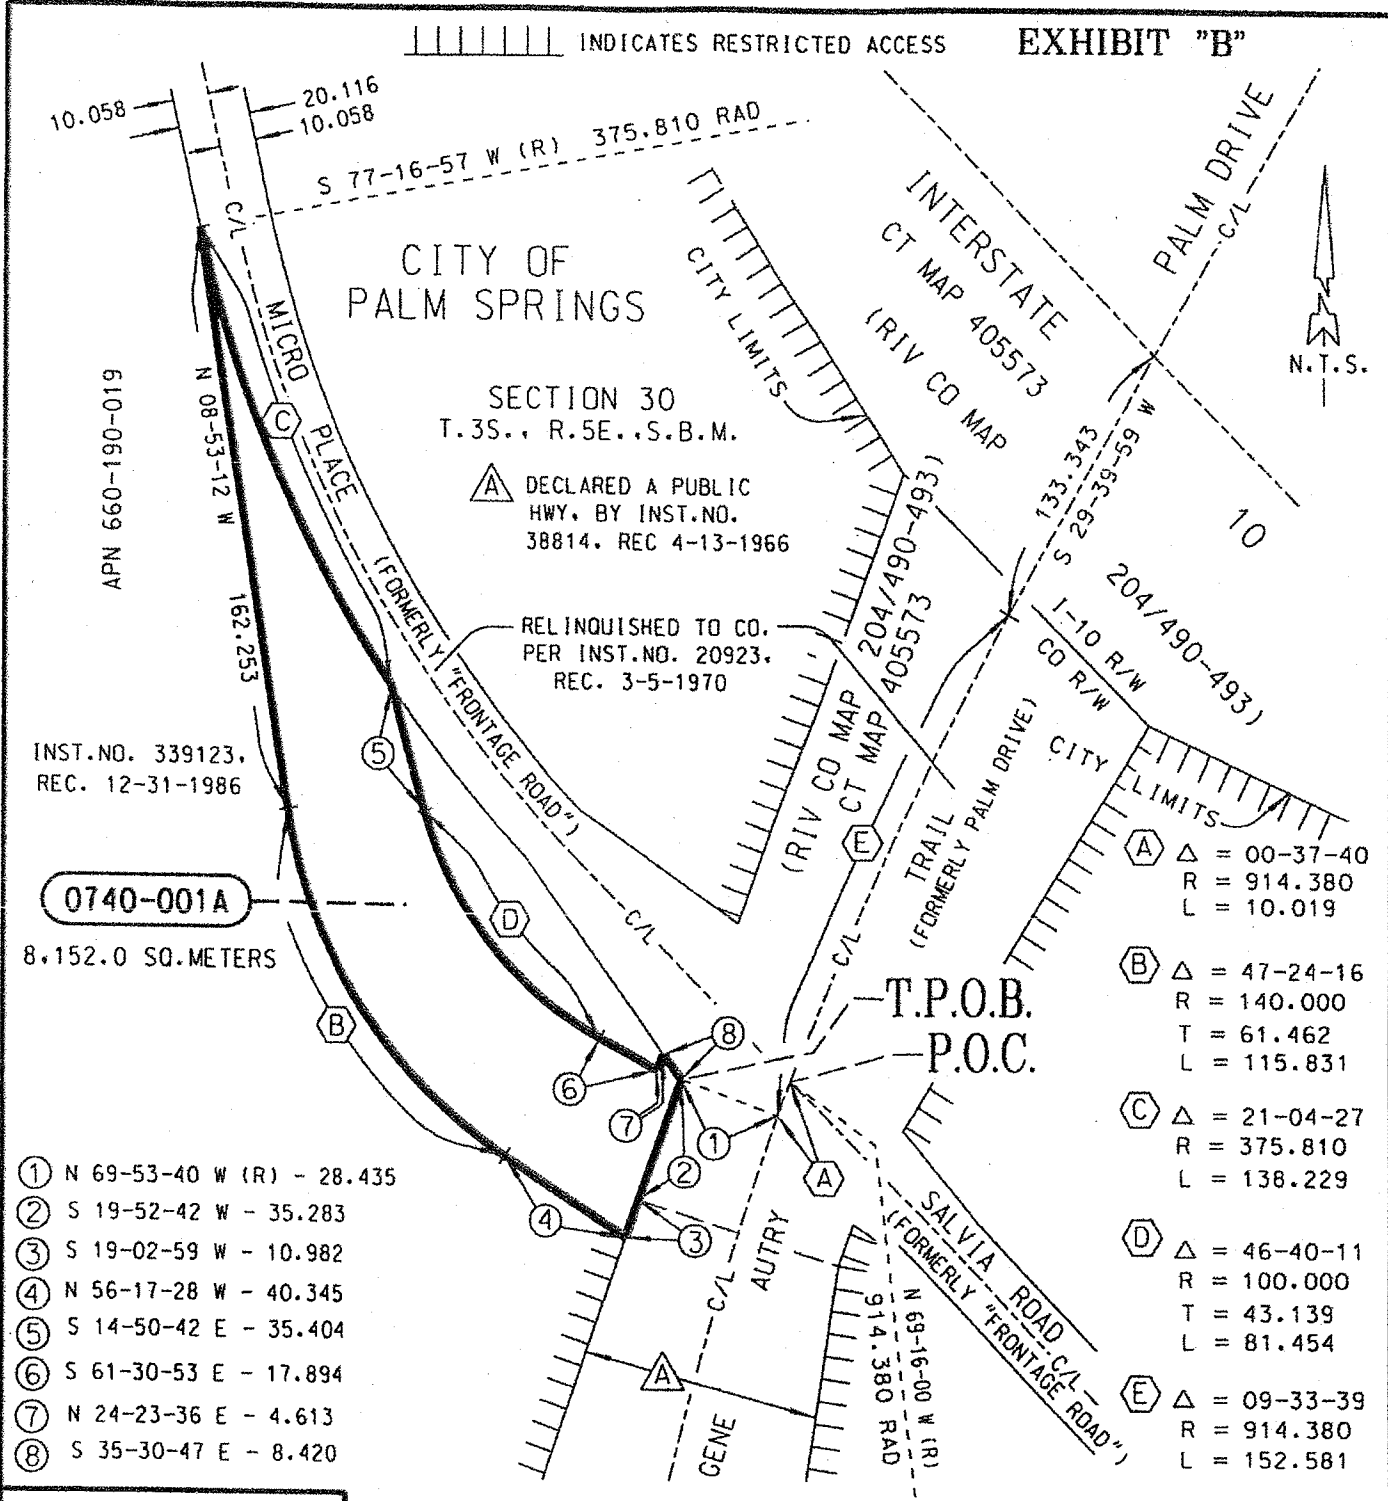 INDICATES RESTRICTED ACCESS
EXHIBIT "B"
10.058
20.116
10.058
S 77-16-57 W (R) 375.810 RAD
C/L
CITY OF
PALM SPRINGS
MICRO PLACE
(FORMERLY "FRONTAGE ROAD")
CITY LIMITS
INTERSTATE
CT MAP 405573
(RIV CO MAP
204/490-493)
10
PALM DRIVE
C/L
N.T.S.
SECTION 30
T.3S., R.5E.,S.B.M.
A DECLARED A PUBLIC
HWY. BY INST.NO.
38814. REC 4-13-1966
APN 660-190-019
N 08-53-12 W
162.253
C
133.343
S 29-39-59 W
RELINQUISHED TO CO.
PER INST.NO. 20923,
REC. 3-5-1970
(RIV CO MAP 204/490-493)
CT MAP 405573
I-10 R/W
CO R/W
CITY LIMITS
INST.NO. 339123,
REC. 12-31-1986
5
0740-001A
8,152.0 SQ.METERS
D
E
TRAIL
(FORMERLY PALM DRIVE)
C/L
C/L
B
T.P.O.B.
P.O.C.
8
6
7
1
2
A
4
3
AUTRY
GENE
C/L
A
N 69-16-00 W (R)
914.380 RAD
SALVIA ROAD
C/L
(FORMERLY "FRONTAGE ROAD")
1 N 69-53-40 W (R) - 28.435
2 S 19-52-42 W - 35.283
3 S 19-02-59 W - 10.982
4 N 56-17-28 W - 40.345
5 S 14-50-42 E - 35.404
6 S 61-30-53 E - 17.894
7 N 24-23-36 E - 4.613
8 S 35-30-47 E - 8.420
A Δ = 00-37-40
R = 914.380
L = 10.019
B Δ = 47-24-16
R = 140.000
T = 61.462
L = 115.831
C Δ = 21-04-27
R = 375.810
L = 138.229
D Δ = 46-40-11
R = 100.000
T = 43.139
L = 81.454
E Δ = 09-33-39
R = 914.380
L = 152.581